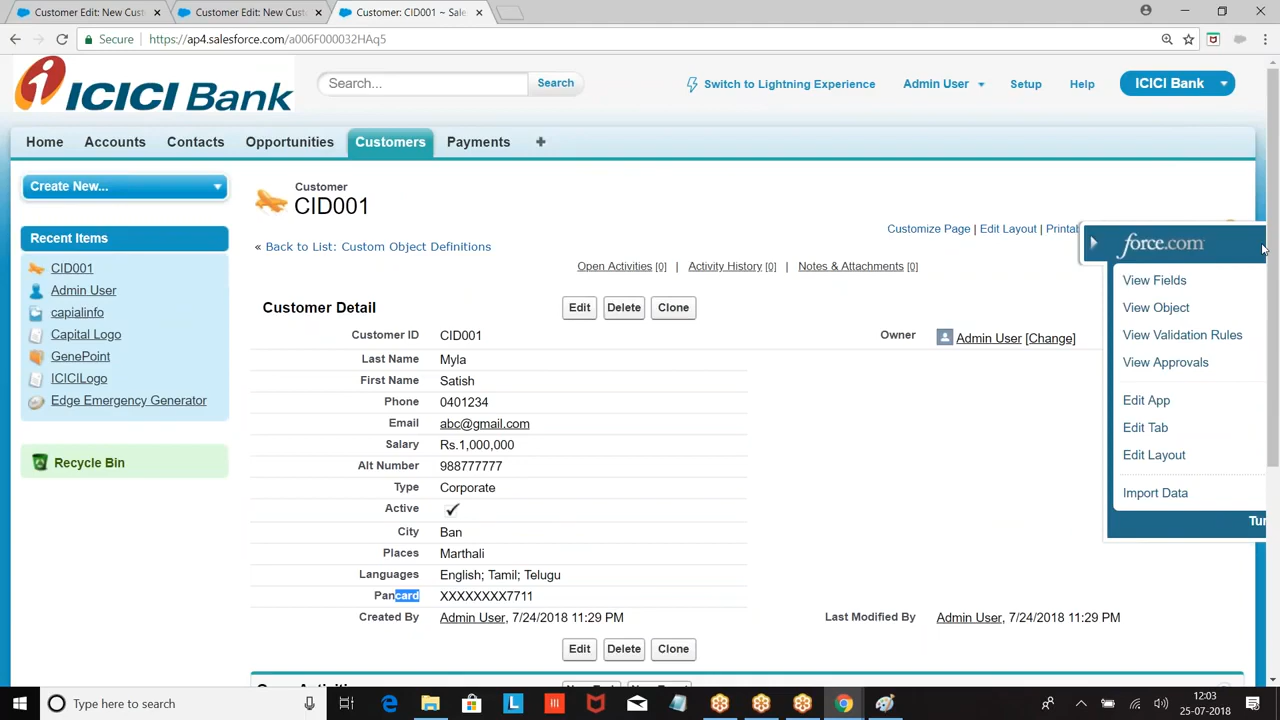 Customer Edit: New Custo
Customer Edit: New Custo
Customer: CID001 ~ Sale
Secure
https://ap4.salesforce.com/a006F000032HAq5
ICICI Bank
Search...
Search
Switch to Lightning Experience
Admin User
Setup
Help
ICICI Bank
Home
Accounts
Contacts
Opportunities
Customers
Payments
Create New...
Recent Items
CID001
Admin User
capialinfo
Capital Logo
GenePoint
ICICILogo
Edge Emergency Generator
Recycle Bin
Customer
CID001
Customize Page | Edit Layout | Printab
« Back to List: Custom Object Definitions
Open Activities [0] | Activity History [0] | Notes & Attachments [0]
Customer Detail
Edit
Delete
Clone
Customer ID CID001
Owner Admin User [Change]
Last Name Myla
First Name Satish
Phone 0401234
Email abc@gmail.com
Salary Rs.1,000,000
Alt Number 988777777
Type Corporate
Active
City Ban
Places Marthali
Languages English; Tamil; Telugu
Pancard XXXXXXXX7711
Created By Admin User, 7/24/2018 11:29 PM
Last Modified By Admin User, 7/24/2018 11:29 PM
Edit
Delete
Clone
force.com
View Fields
View Object
View Validation Rules
View Approvals
Edit App
Edit Tab
Edit Layout
Import Data
Tur
Type here to search
12:03
25-07-2018